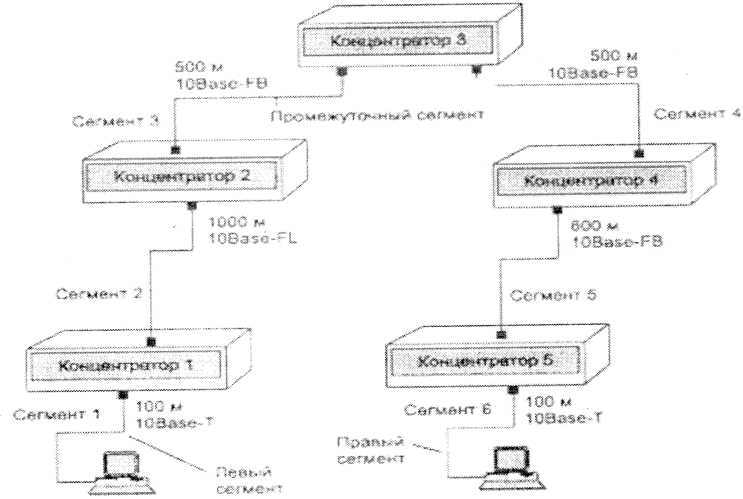 Концентратор 3
500 м
10Base-FB
500 м
10Base-FB
Сегмент 3
Промежуточный сегмент
Сегмент 4
Концентратор 2
Концентратор 4
1000 м
10Base-FL
600 м
10Base-FB
Сегмент 2
Сегмент 5
Концентратор 1
Концентратор 5
Сегмент 1
100 м
10Base-T
Сегмент 6
100 м
10Base-T
Левый
сегмент
Правый
сегмент